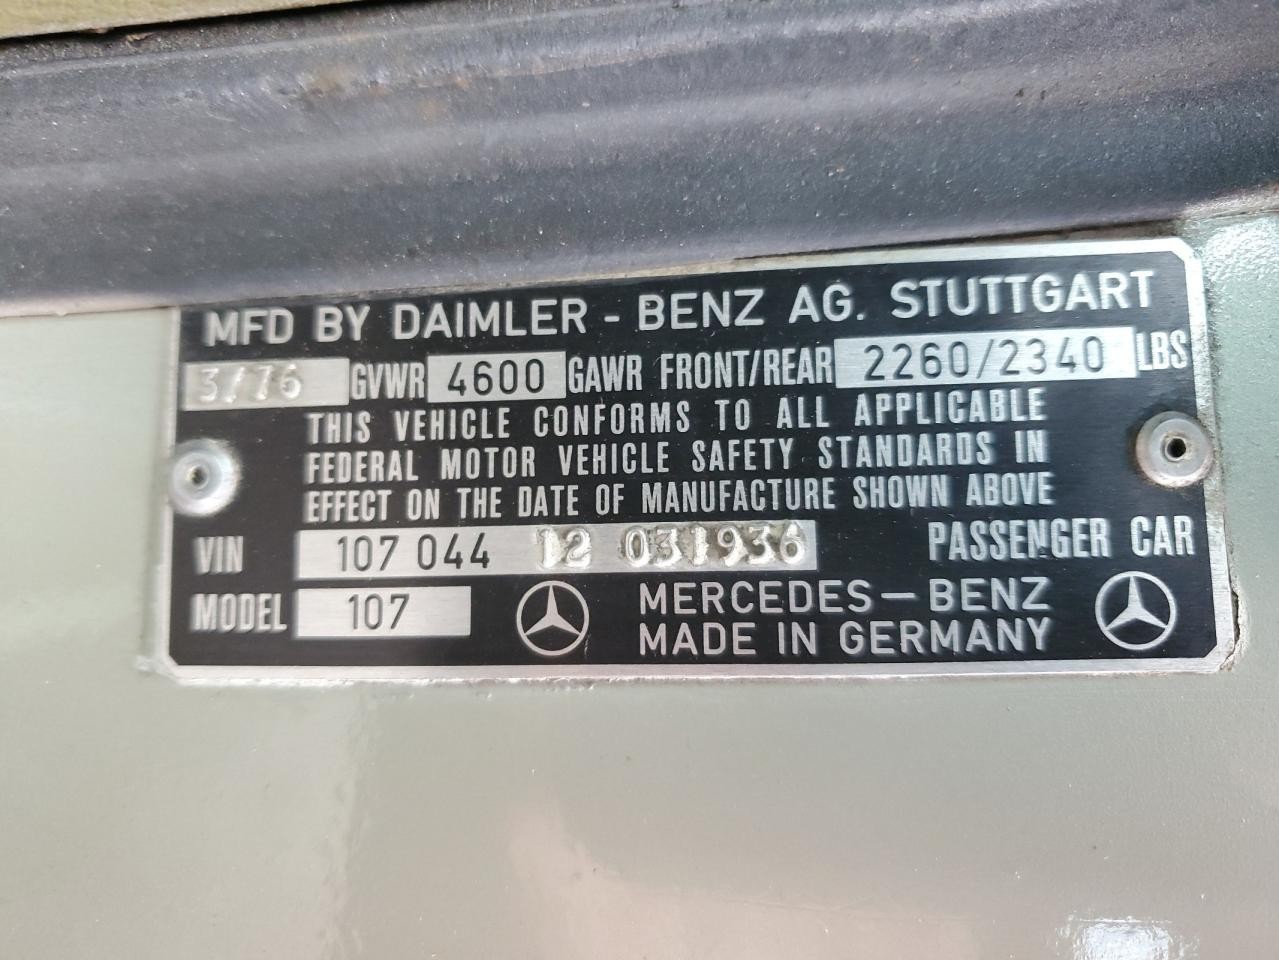 MFD BY DAIMLER - BENZ AG. STUTTGART
3/76 GVWR 4600 GAWR FRONT/REAR 2260/2340 LBS
THIS VEHICLE CONFORMS TO ALL APPLICABLE
FEDERAL MOTOR VEHICLE SAFETY STANDARDS IN
EFFECT ON THE DATE OF MANUFACTURE SHOWN ABOVE
VIN 107 044 12 031936 PASSENGER CAR
MODEL 107 MERCEDES-BENZ
MADE IN GERMANY